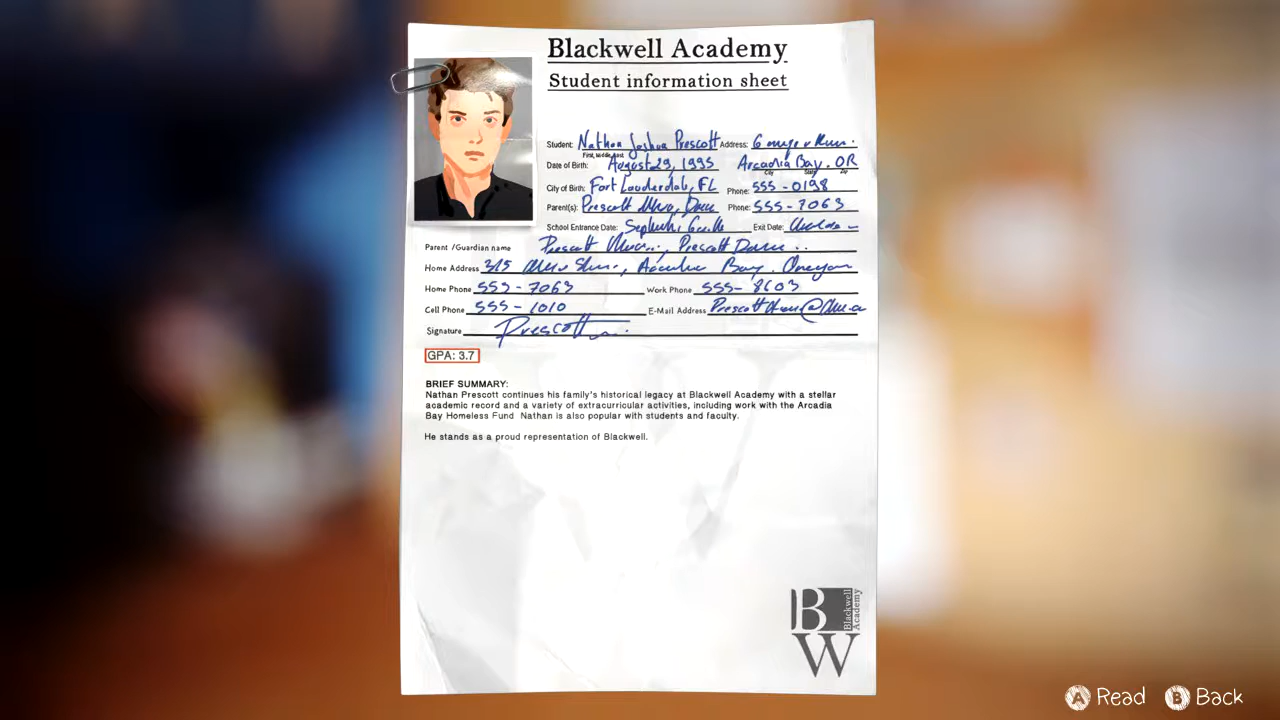 Blackwell Academy
Student information sheet
Student: Nathan Joshua Prescott Address:
First, Middle, Last
Date of Birth: August 29, 1995 Arcadia Bay, OR
City State Zip
City of Birth: Fort Lauderdale, FL Phone: 555-0198
Parent(s): Prescott Phone: 555-7063
School Entrance Date: Exit Date:
Parent /Guardian name Prescott Prescott
Home Address 315 Bay, Oregon
Home Phone 555-7063 Work Phone 555-8603
Cell Phone 555-1010 E-Mail Address
Signature Prescott
GPA: 3.7
BRIEF SUMMARY:
Nathan Prescott continues his family's historical legacy at Blackwell Academy with a stellar
academic record and a variety of extracurricular activities, including work with the Arcadia
Bay Homeless Fund Nathan is also popular with students and faculty.
He stands as a proud representation of Blackwell.
B
W
Blackwell
Academy
A Read B Back